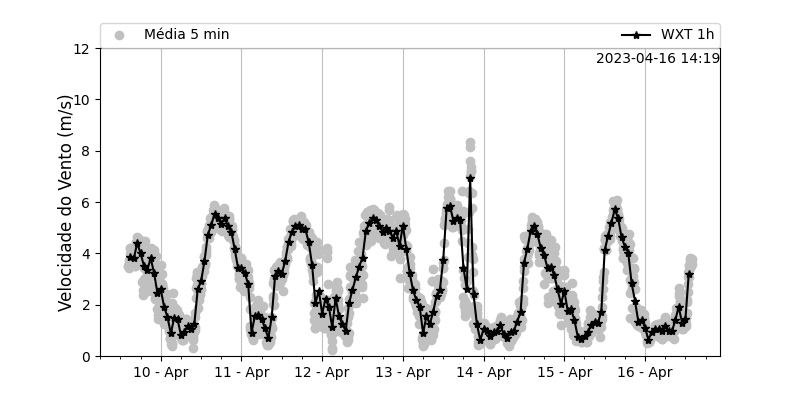 Média 5 min
WXT 1h
2023-04-16 14:19
Velocidade do Vento (m/s)
12
10
8
6
4
2
0
10 - Apr
11 - Apr
12 - Apr
13 - Apr
14 - Apr
15 - Apr
16 - Apr